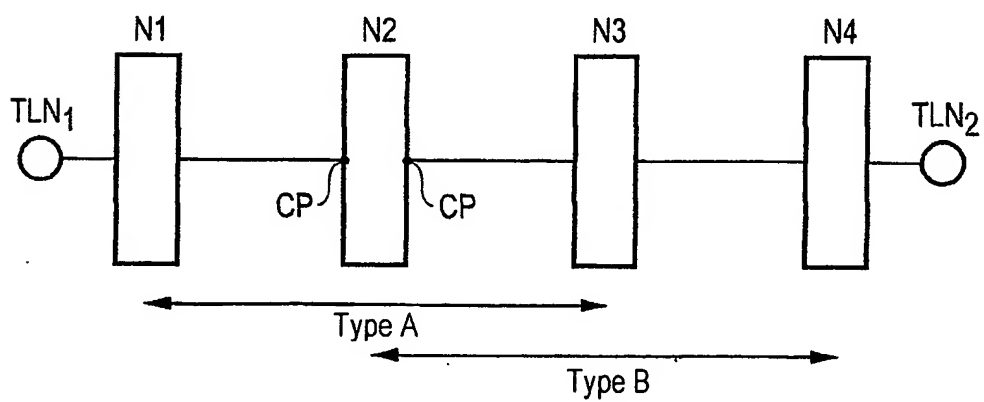 N1 N2 N3 N4
TLN1 TLN2
CP CP
Type A
Type B